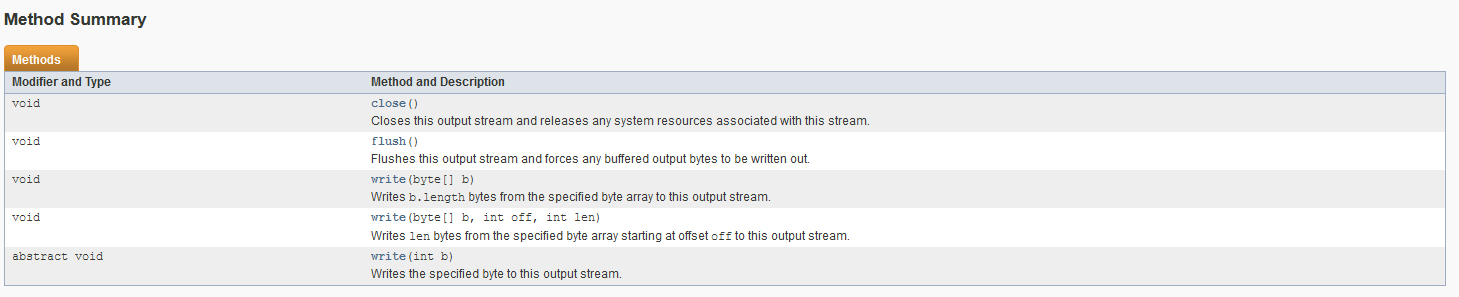 Method Summary
Methods
Modifier and Type Method and Description
void close()
Closes this output stream and releases any system resources associated with this stream.
void flush()
Flushes this output stream and forces any buffered output bytes to be written out.
void write(byte[] b)
Writes b.length bytes from the specified byte array to this output stream.
void write(byte[] b, int off, int len)
Writes len bytes from the specified byte array starting at offset off to this output stream.
abstract void write(int b)
Writes the specified byte to this output stream.